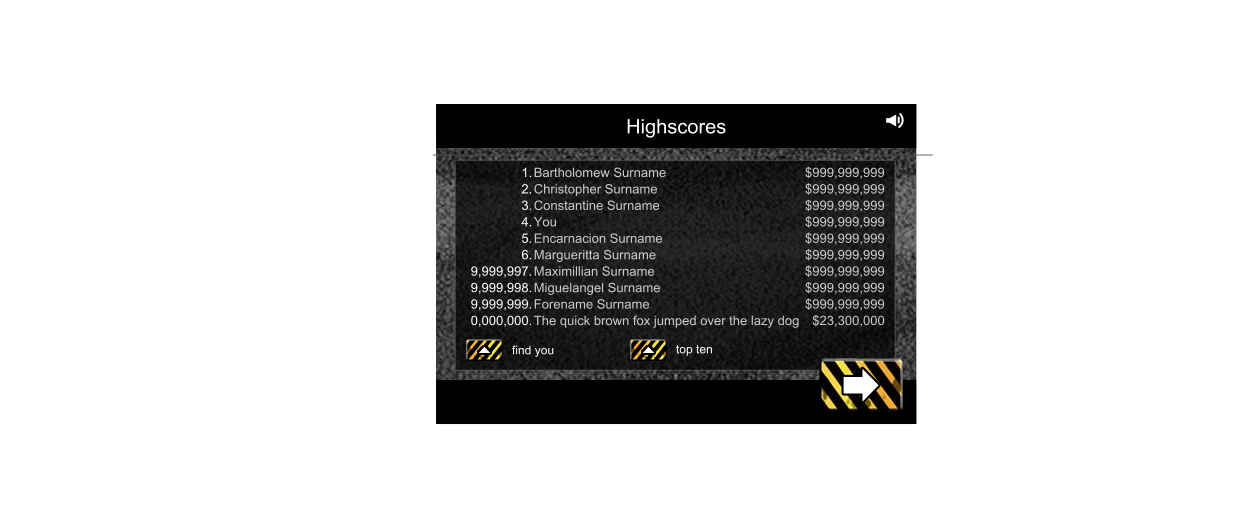 Highscores
1. Bartholomew Surname $999,999,999
2. Christopher Surname $999,999,999
3. Constantine Surname $999,999,999
4. You $999,999,999
5. Encarnacion Surname $999,999,999
6. Margueritta Surname $999,999,999
9,999,997. Maximillian Surname $999,999,999
9,999,998. Miguelangel Surname $999,999,999
9,999,999. Forename Surname $999,999,999
0,000,000. The quick brown fox jumped over the lazy dog $23,300,000
find you top ten